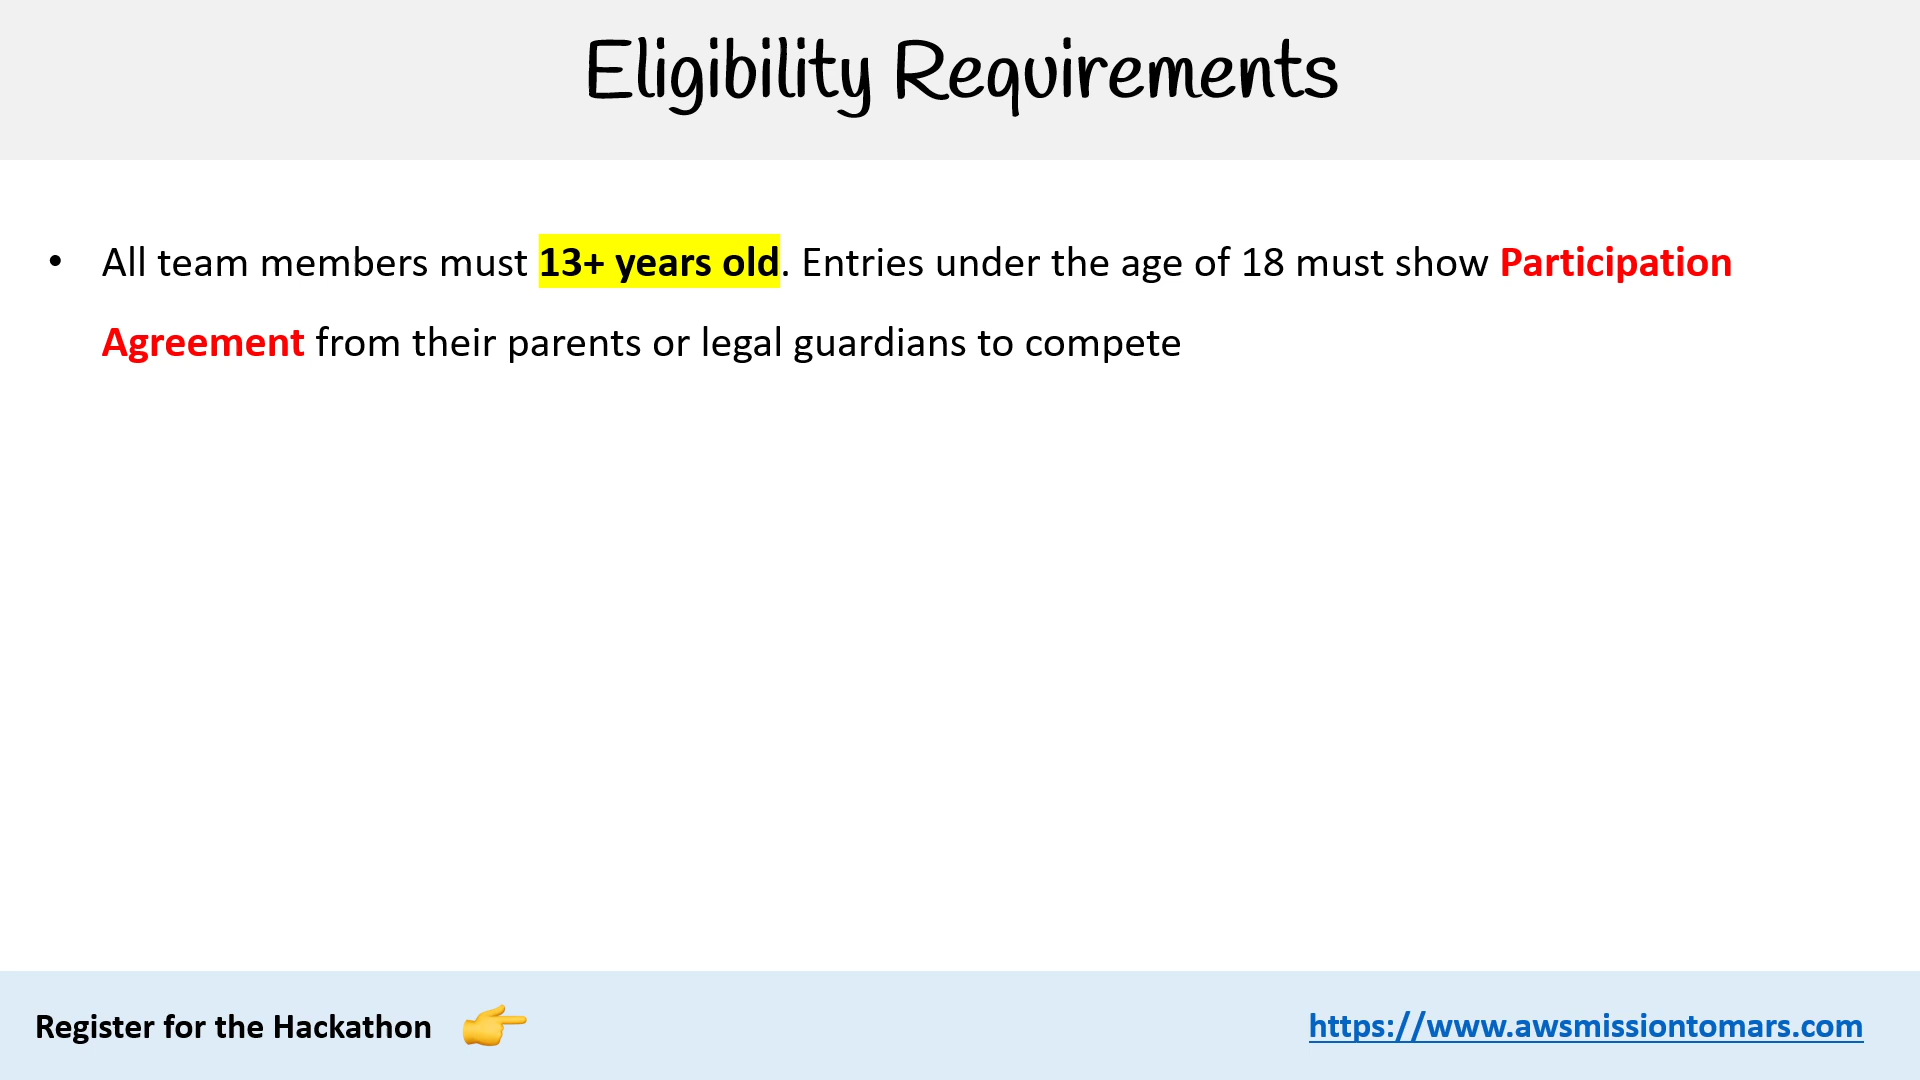 Eligibility Requirements
• All team members must 13+ years old. Entries under the age of 18 must show Participation
Agreement from their parents or legal guardians to compete
Register for the Hackathon 👉 https://www.awsmissiontomars.com